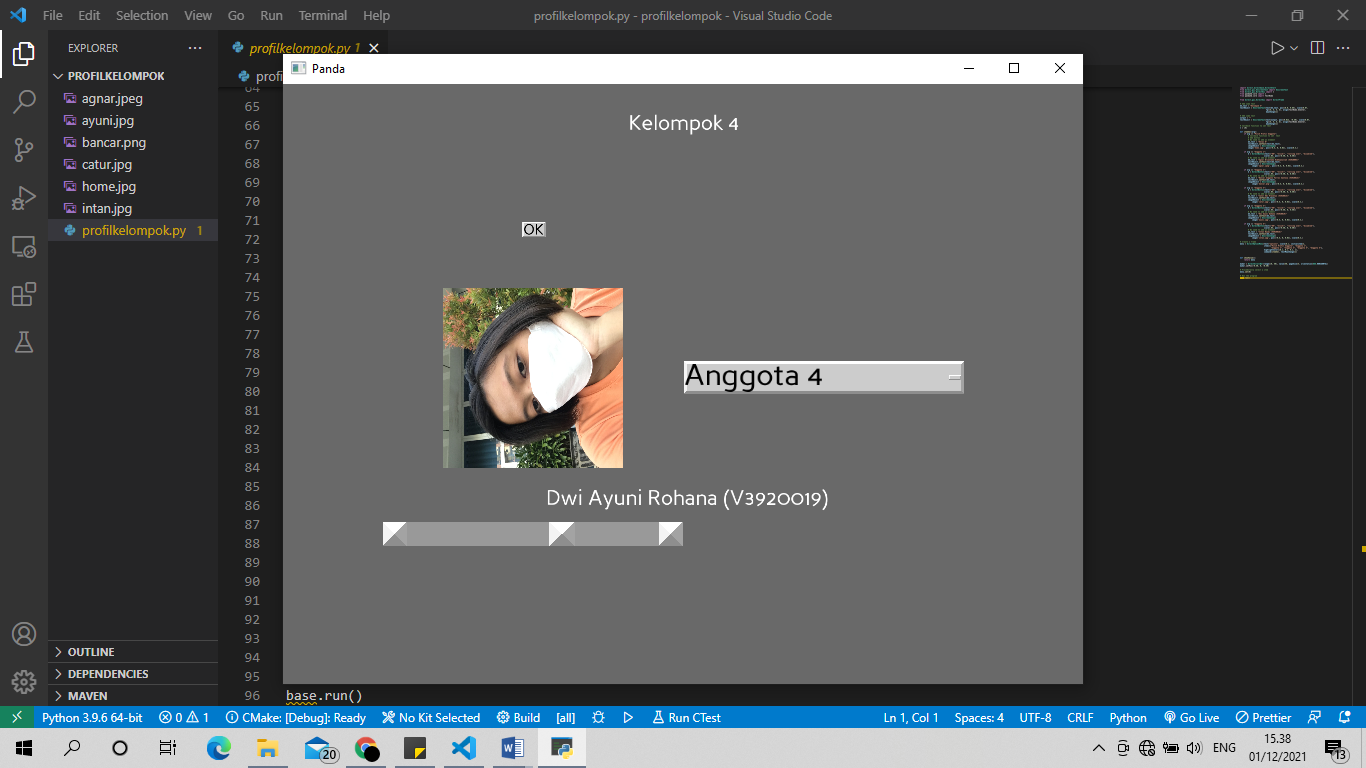 File Edit Selection View Go Run Terminal Help
profilkelompok.py - profilkelompok - Visual Studio Code
EXPLORER
profilkelompok.py 1
PROFILKELOMPOK
agnar.jpeg
ayuni.jpg
bancar.png
catur.jpg
home.jpg
intan.jpg
profilkelompok.py 1
OUTLINE
DEPENDENCIES
MAVEN
profi
64
65
66
67
68
69
70
71
72
73
74
75
76
77
78
79
80
81
82
83
84
85
86
87
88
89
90
91
92
93
94
95
96 base.run()
Panda
Kelompok 4
OK
Anggota 4
Dwi Ayuni Rohana (V3920019)
Python 3.9.6 64-bit 0 1 CMake: [Debug]: Ready No Kit Selected Build [all] Run CTest Ln 1, Col 1 Spaces: 4 UTF-8 CRLF Python Go Live Prettier
20
ENG
15.38
01/12/2021
13